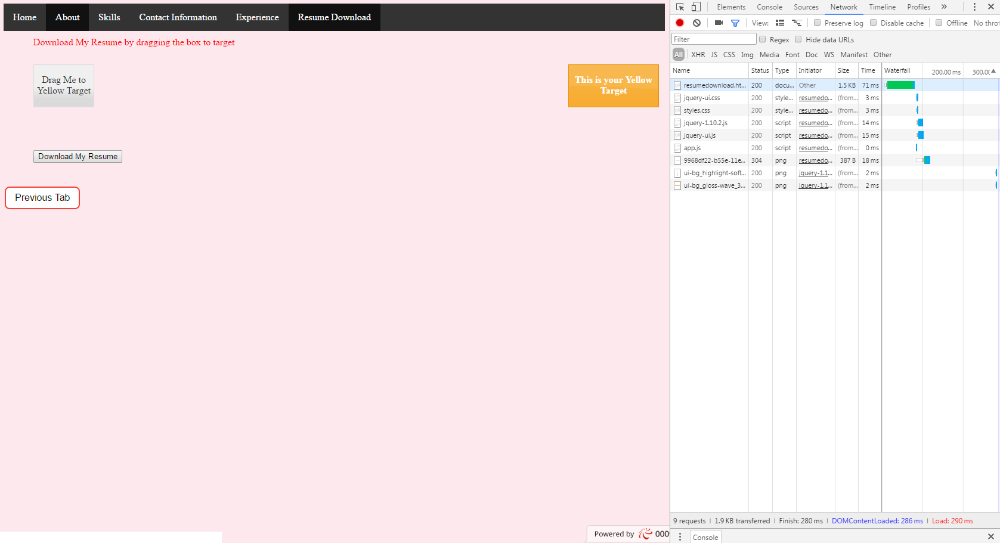 Home About Skills Contact Information Experience Resume Download
Download My Resume by dragging the box to target
Drag Me to
Yellow Target
This is your Yellow
Target
Download My Resume
Previous Tab
Powered by 000
Elements Console Sources Network Timeline Profiles »
View: Preserve log Disable cache Offline No throt
Filter Regex Hide data URLs
All XHR JS CSS Img Media Font Doc WS Manifest Other
Name Status Type Initiator Size Time Waterfall 200.00 ms 300.00
resumedownload.ht... 200 docu... Other 1.5 KB 71 ms
jquery-ui.css 200 style... resumedo... (from... 3 ms
styles.css 200 style... resumedo... (from... 3 ms
jquery-1.10.2.js 200 script resumedo... (from... 14 ms
jquery-ui.js 200 script resumedo... (from... 15 ms
app.js 200 script resumedo... (from... 0 ms
9968df22-b55e-11e... 304 png resumedo... 387 B 18 ms
ui-bg_highlight-soft... 200 png jquery-1.1... (from... 2 ms
ui-bg_gloss-wave_3... 200 png jquery-1.1... (from... 2 ms
9 requests | 1.9 KB transferred | Finish: 280 ms | DOMContentLoaded: 286 ms | Load: 290 ms
Console